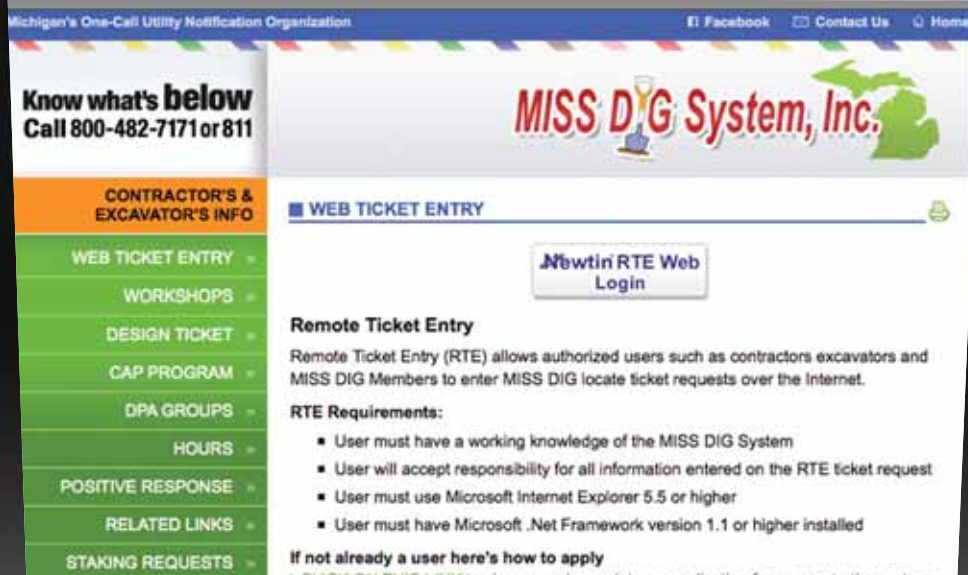 Michigan's One-Call Utility Notification Organization
Facebook Contact Us Home
Know what's below
Call 800-482-7171 or 811
MISS DIG System, Inc.
CONTRACTOR'S &
EXCAVATOR'S INFO
WEB TICKET ENTRY
WORKSHOPS
DESIGN TICKET
CAP PROGRAM
DPA GROUPS
HOURS
POSITIVE RESPONSE
RELATED LINKS
STAKING REQUESTS
WEB TICKET ENTRY
Newtin RTE Web
Login
Remote Ticket Entry
Remote Ticket Entry (RTE) allows authorized users such as contractors excavators and
MISS DIG Members to enter MISS DIG locate ticket requests over the Internet.
RTE Requirements:
User must have a working knowledge of the MISS DIG System
User will accept responsibility for all information entered on the RTE ticket request
User must use Microsoft Internet Explorer 5.5 or higher
User must have Microsoft .Net Framework version 1.1 or higher installed
If not already a user here's how to apply
CLICK ON THIS LINK